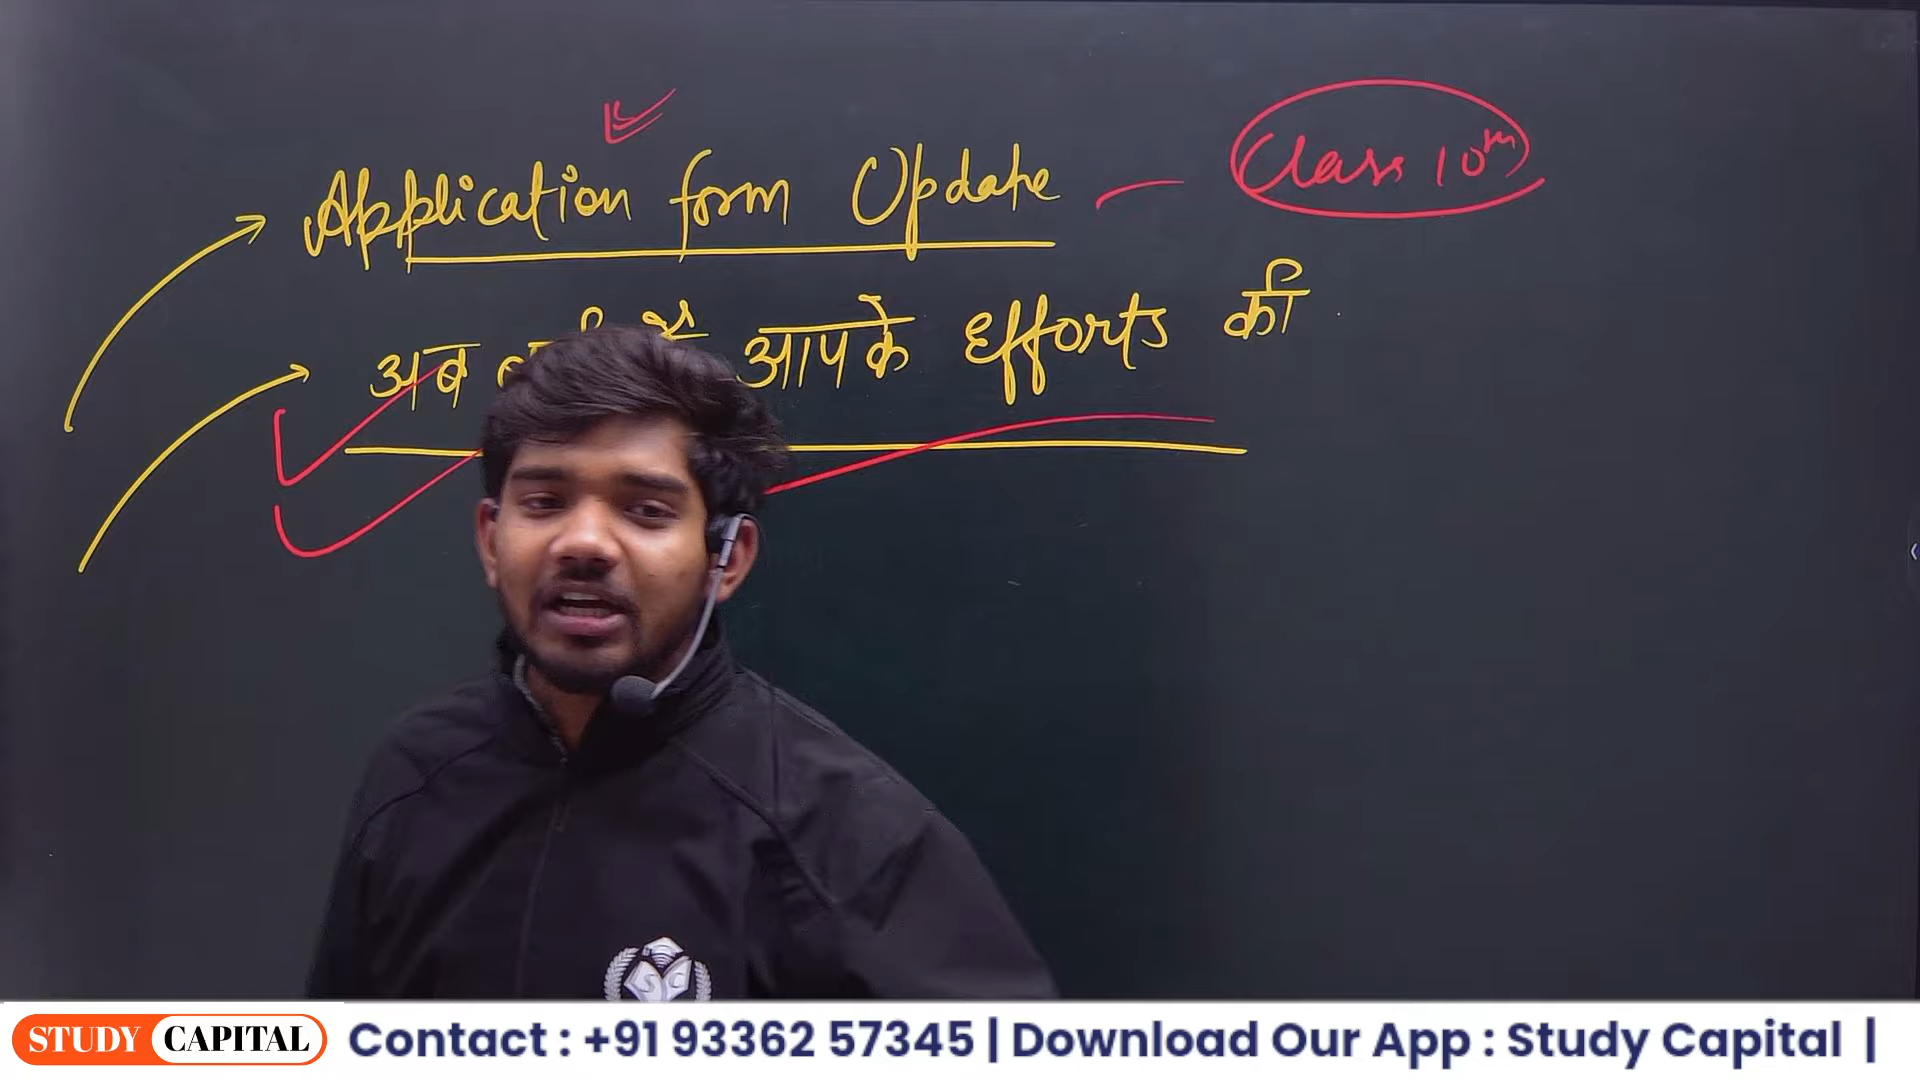 Application form Update - Class 10th
अब आपके Efforts की
STUDY CAPITAL Contact : +91 93362 57345 | Download Our App : Study Capital |
SC